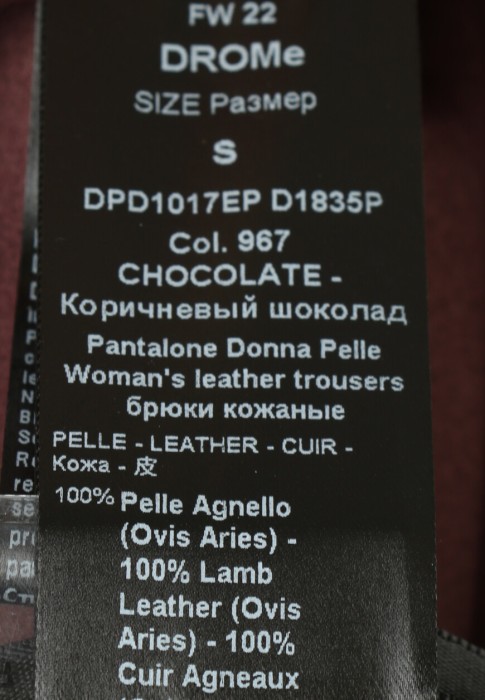 FW 22
DROMe
SIZE Размер
S
DPD1017EP D1835P
Col. 967
CHOCOLATE -
Коричневый шоколад
Pantalone Donna Pelle
Woman's leather trousers
брюки кожаные
PELLE - LEATHER - CUIR -
Кожа - 皮
100% Pelle Agnello
(Ovis Aries) -
100% Lamb
Leather (Ovis
Aries) - 100%
Cuir Agneaux